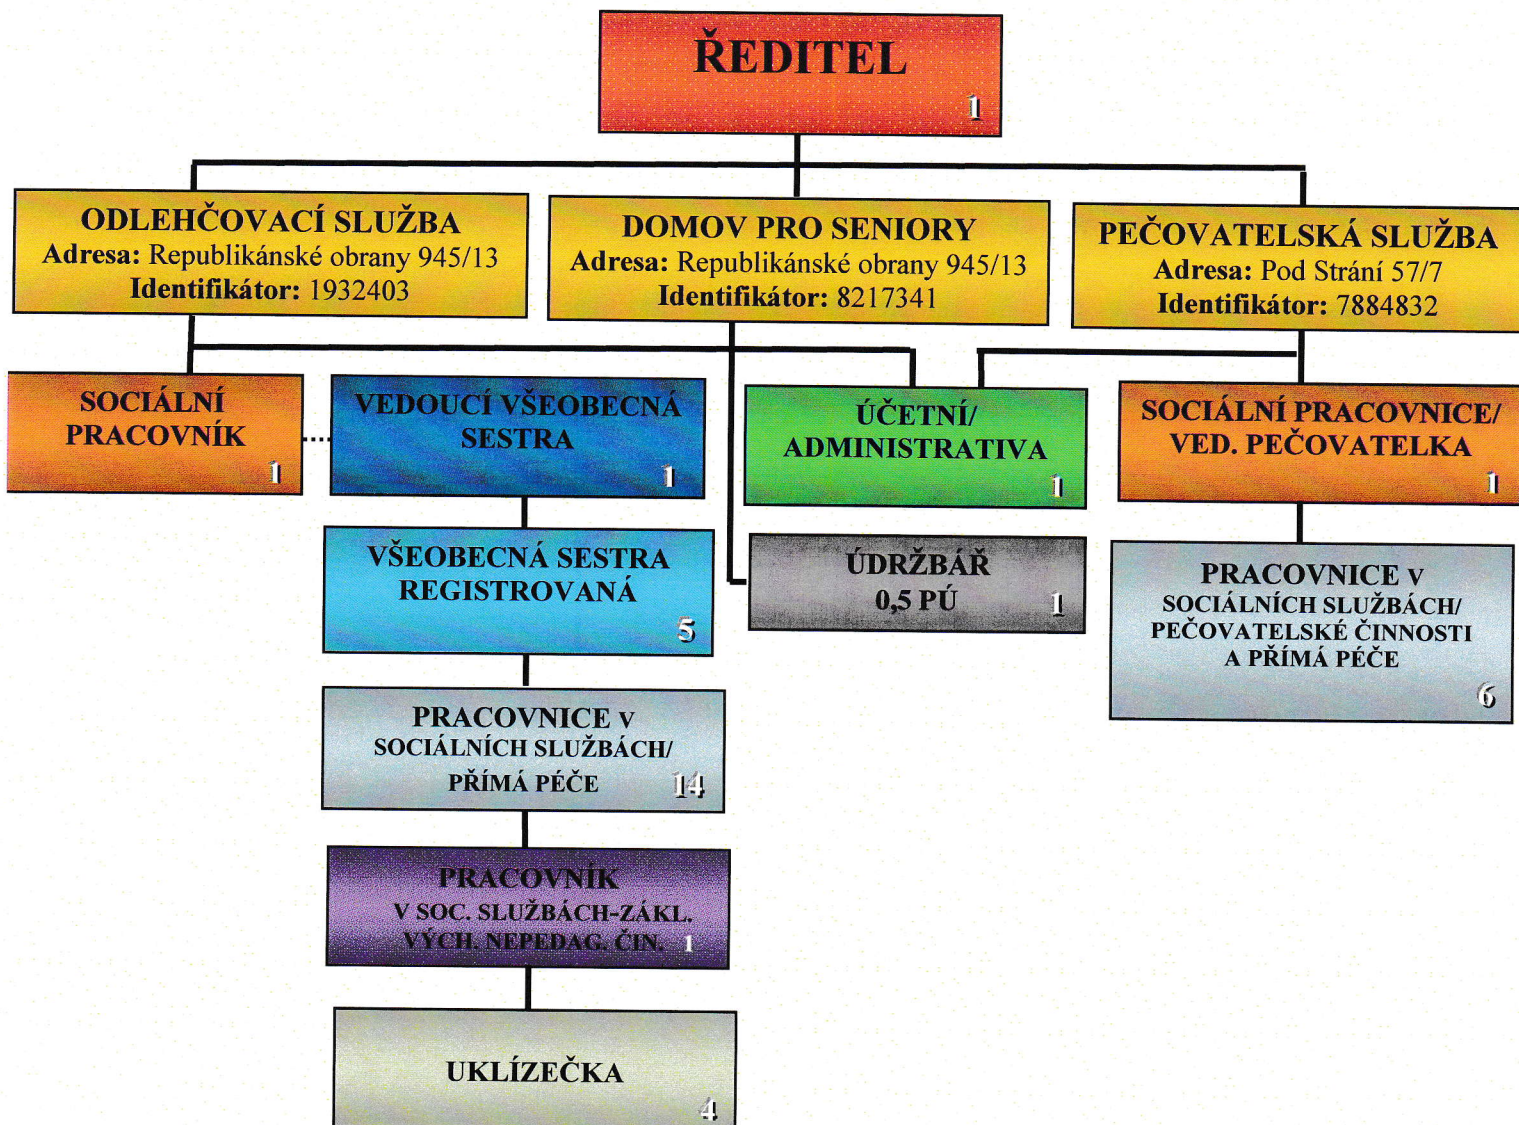 ŘEDITEL
1
ODLEHČOVACÍ SLUŽBA
Adresa: Republikánské obrany 945/13
Identifikátor: 1932403
DOMOV PRO SENIORY
Adresa: Republikánské obrany 945/13
Identifikátor: 8217341
PEČOVATELSKÁ SLUŽBA
Adresa: Pod Strání 57/7
Identifikátor: 7884832
SOCIÁLNÍ
PRACOVNÍK
1
VEDOUCÍ VŠEOBECNÁ
SESTRA
1
ÚČETNÍ/
ADMINISTRATIVA
1
SOCIÁLNÍ PRACOVNICE/
VED. PEČOVATELKA
1
VŠEOBECNÁ SESTRA
REGISTROVANÁ
5
ÚDRŽBÁŘ
0,5 PÚ
1
PRACOVNICE V
SOCIÁLNÍCH SLUŽBÁCH/
PEČOVATELSKÉ ČINNOSTI
A PŘÍMÁ PÉČE
6
PRACOVNICE V
SOCIÁLNÍCH SLUŽBÁCH/
PŘÍMÁ PÉČE
14
PRACOVNÍK
V SOC. SLUŽBÁCH-ZÁKL.
VÝCH. NEPEDAG. ČIN. 1
UKLÍZEČKA
4